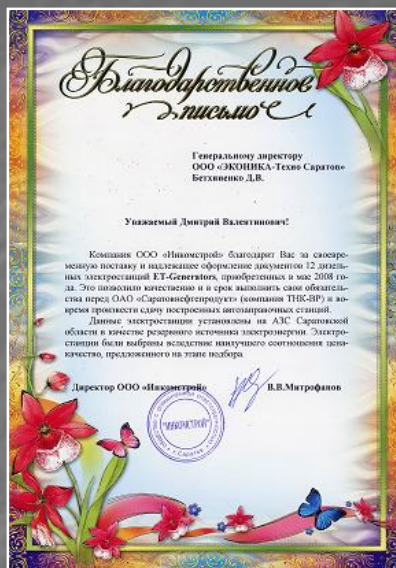 Благодарственное
письмо
Генеральному директору
ООО «ЭКОНИКА-Техно Саратов»
Бетхиненко Д.В.
Уважаемый Дмитрий Валентинович!
Компания ООО «Инкомстрой» благодарит Вас за своевре-
менную поставку и надлежащее оформление документов 12 дизель-
ных электростанций ET-Generators, приобретенных в мае 2008 го-
да. Это позволило качественно и в срок выполнить свои обязатель-
ства перед ОАО «Саратовнефтепродукт» (компания ТНК-ВР) и во-
время произвести сдачу построенных автозаправочных станций.
Данные электростанции установлены на АЗС Саратовской
области в качестве резервного источника электроэнергии. Электро-
станции были выбраны вследствие наилучшего соотношения цена-
качество, предложенного на этапе подбора.
Директор ООО «Инкомстрой»
В.В.Митрофанов
"ИНКОМСТРОЙ"
г.Саратов